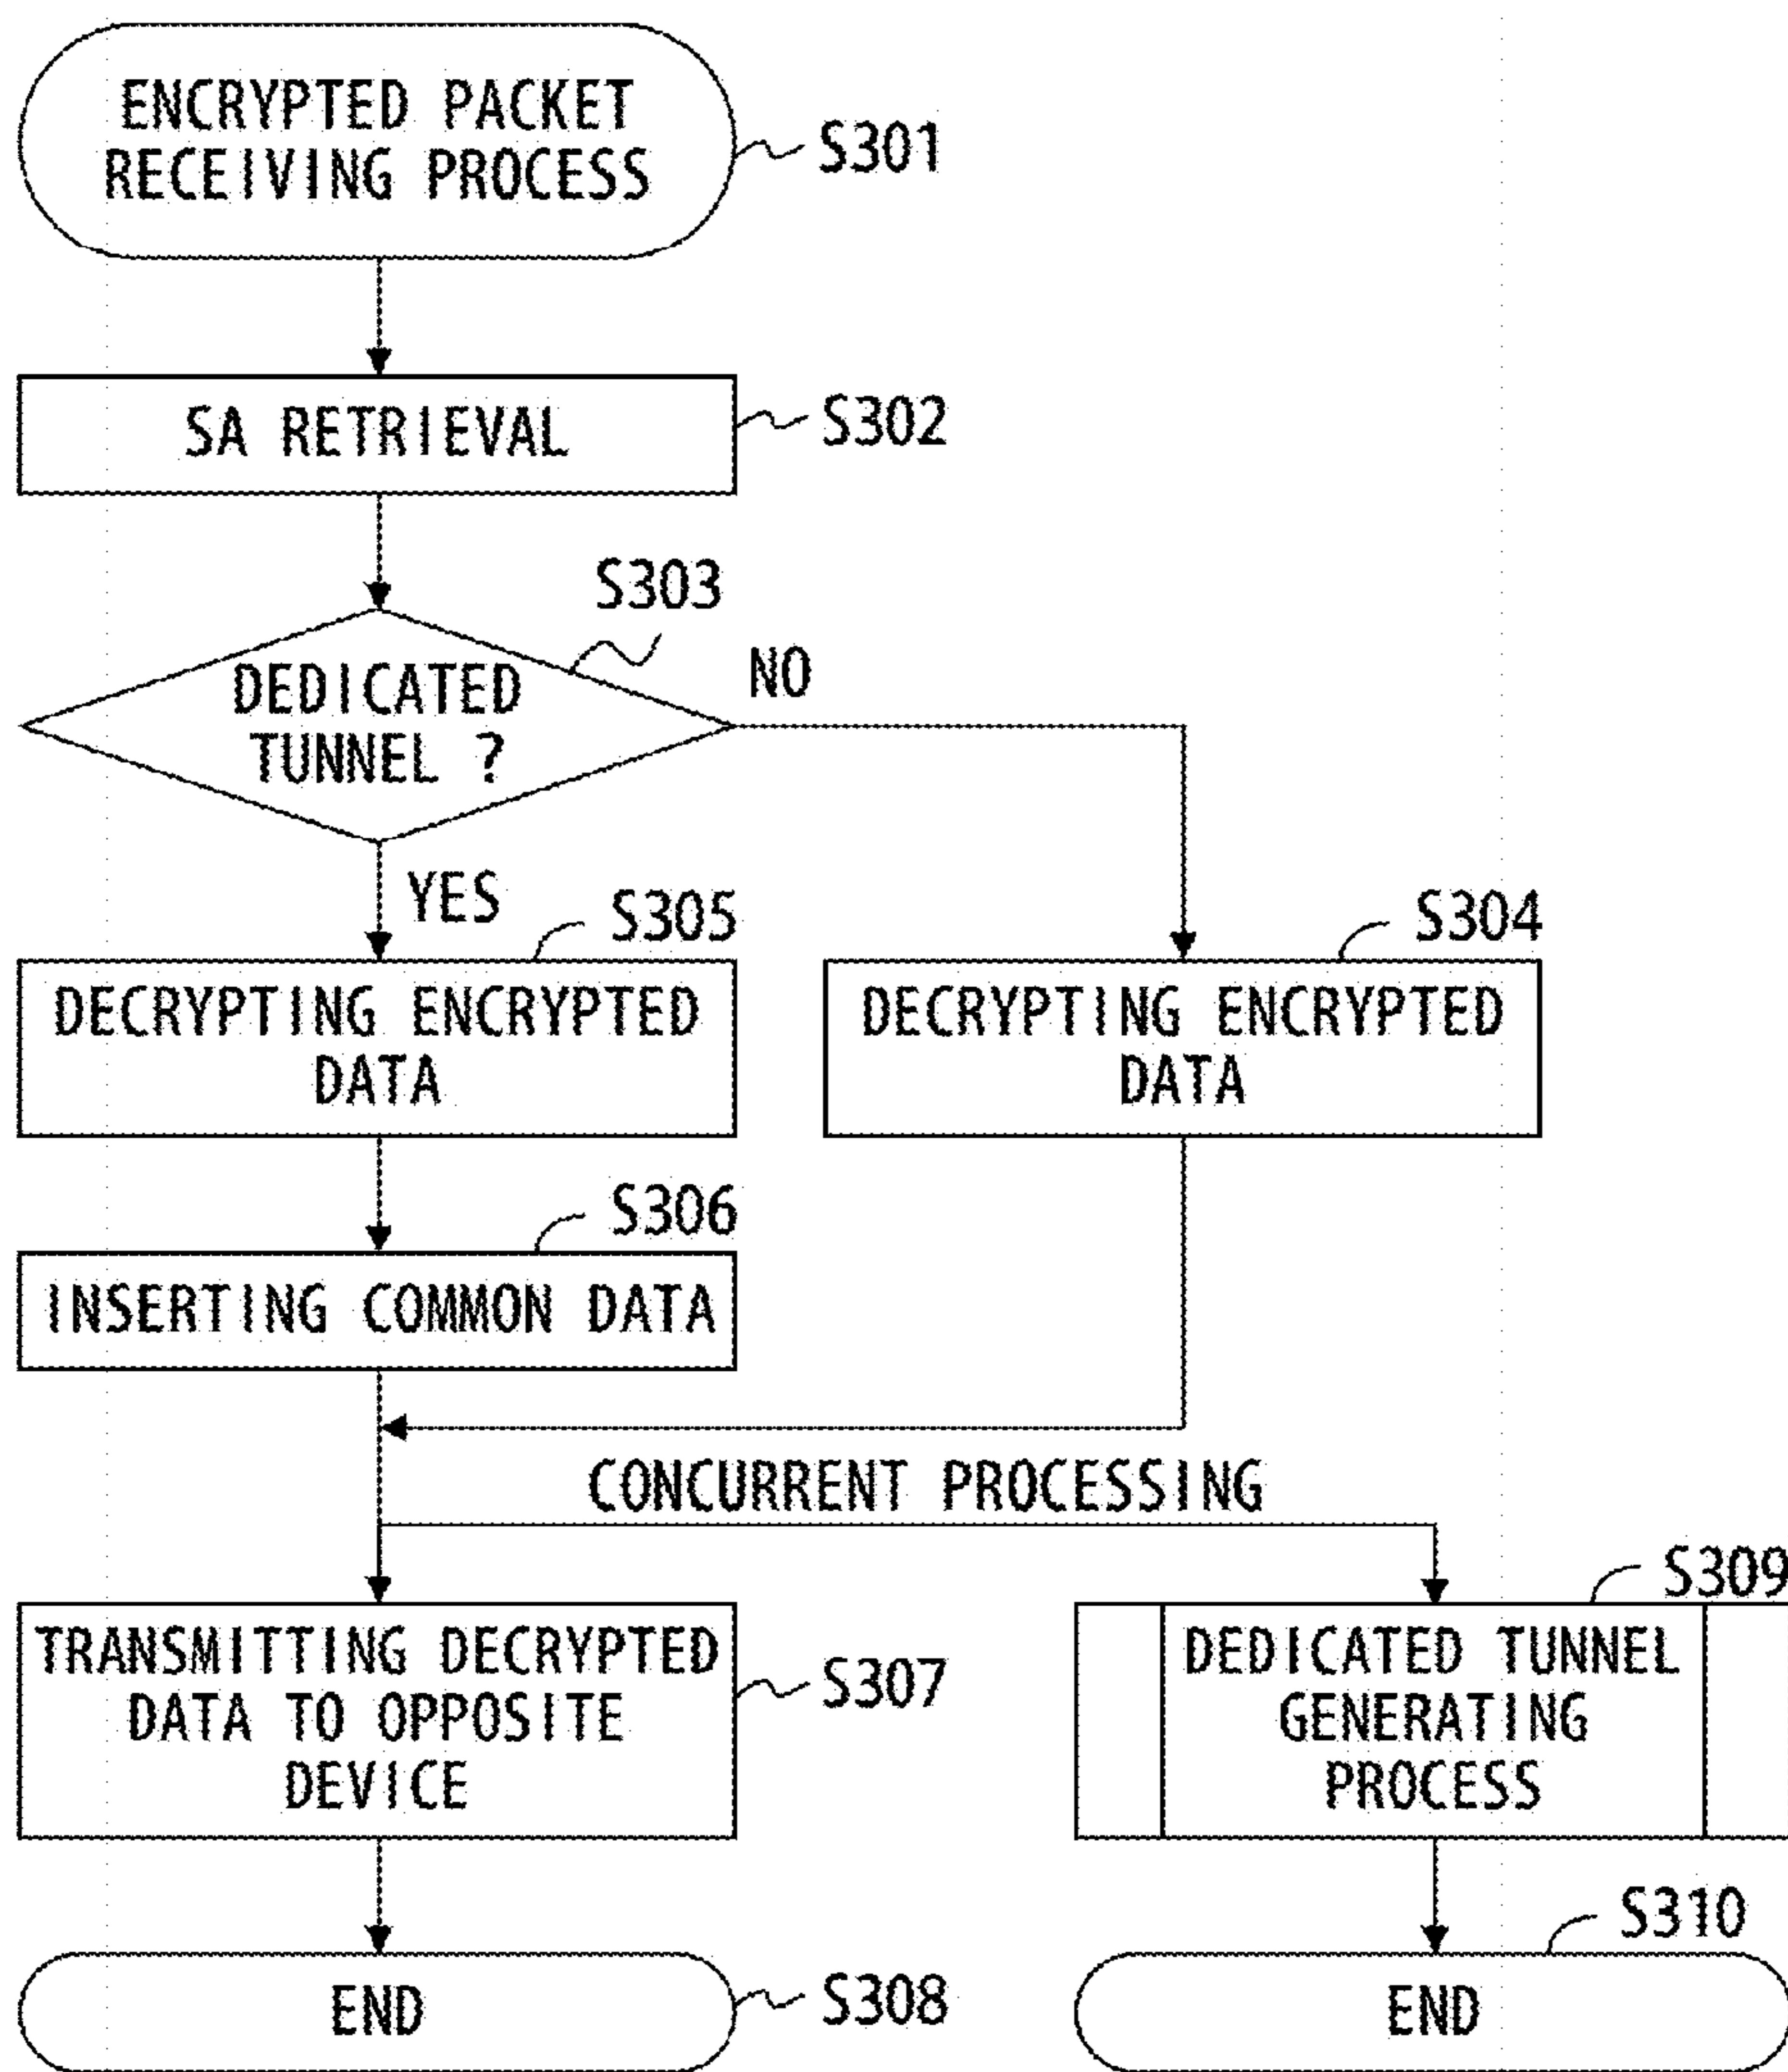 ENCRYPTED PACKET
RECEIVING PROCESS
S301
SA RETRIEVAL
S302
S303
DEDICATED
TUNNEL ?
NO
YES
S305
S304
DECRYPTING ENCRYPTED
DATA
DECRYPTING ENCRYPTED
DATA
S306
INSERTING COMMON DATA
CONCURRENT PROCESSING
S309
TRANSMITTING DECRYPTED
DATA TO OPPOSITE
DEVICE
S307
DEDICATED TUNNEL
GENERATING
PROCESS
S310
END
S308
END